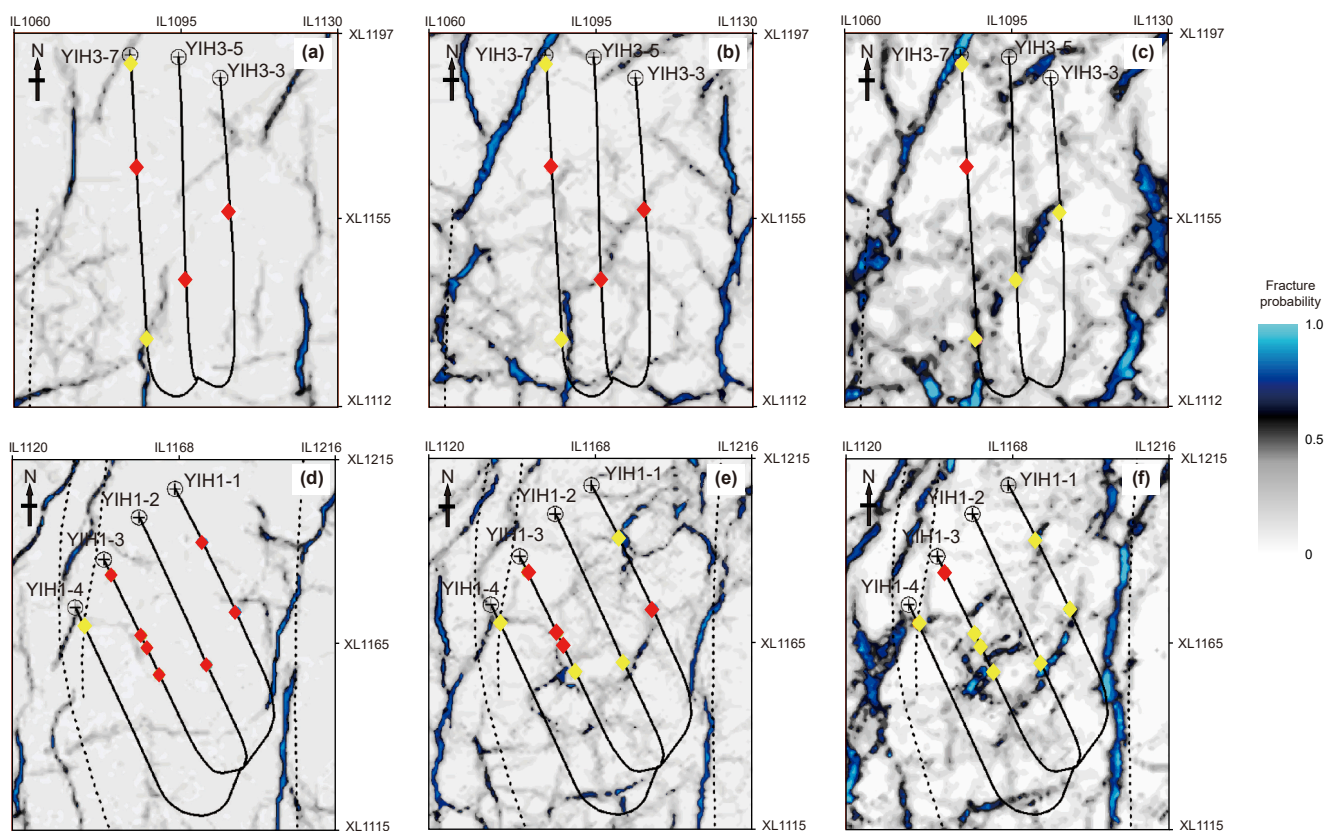 IL1060 IL1095 IL1130
XL1197
N
YIH3-7
YIH3-5
YIH3-3
(a)
XL1155
XL1112
IL1060 IL1095 IL1130
XL1197
N
YIH3-7
YIH3-5
YIH3-3
(b)
XL1155
XL1112
IL1060 IL1095 IL1130
XL1197
N
YIH3-7
YIH3-5
YIH3-3
(c)
XL1155
XL1112
Fracture
probability
1.0
0.5
0
IL1120 IL1168 IL1216
XL1215
N
YIH1-1
YIH1-2
YIH1-3
YIH1-4
(d)
XL1165
XL1115
IL1120 IL1168 IL1216
XL1215
N
YIH1-1
YIH1-2
YIH1-3
YIH1-4
(e)
XL1165
XL1115
IL1120 IL1168 IL1216
XL1215
N
YIH1-1
YIH1-2
YIH1-3
YIH1-4
(f)
XL1165
XL1115